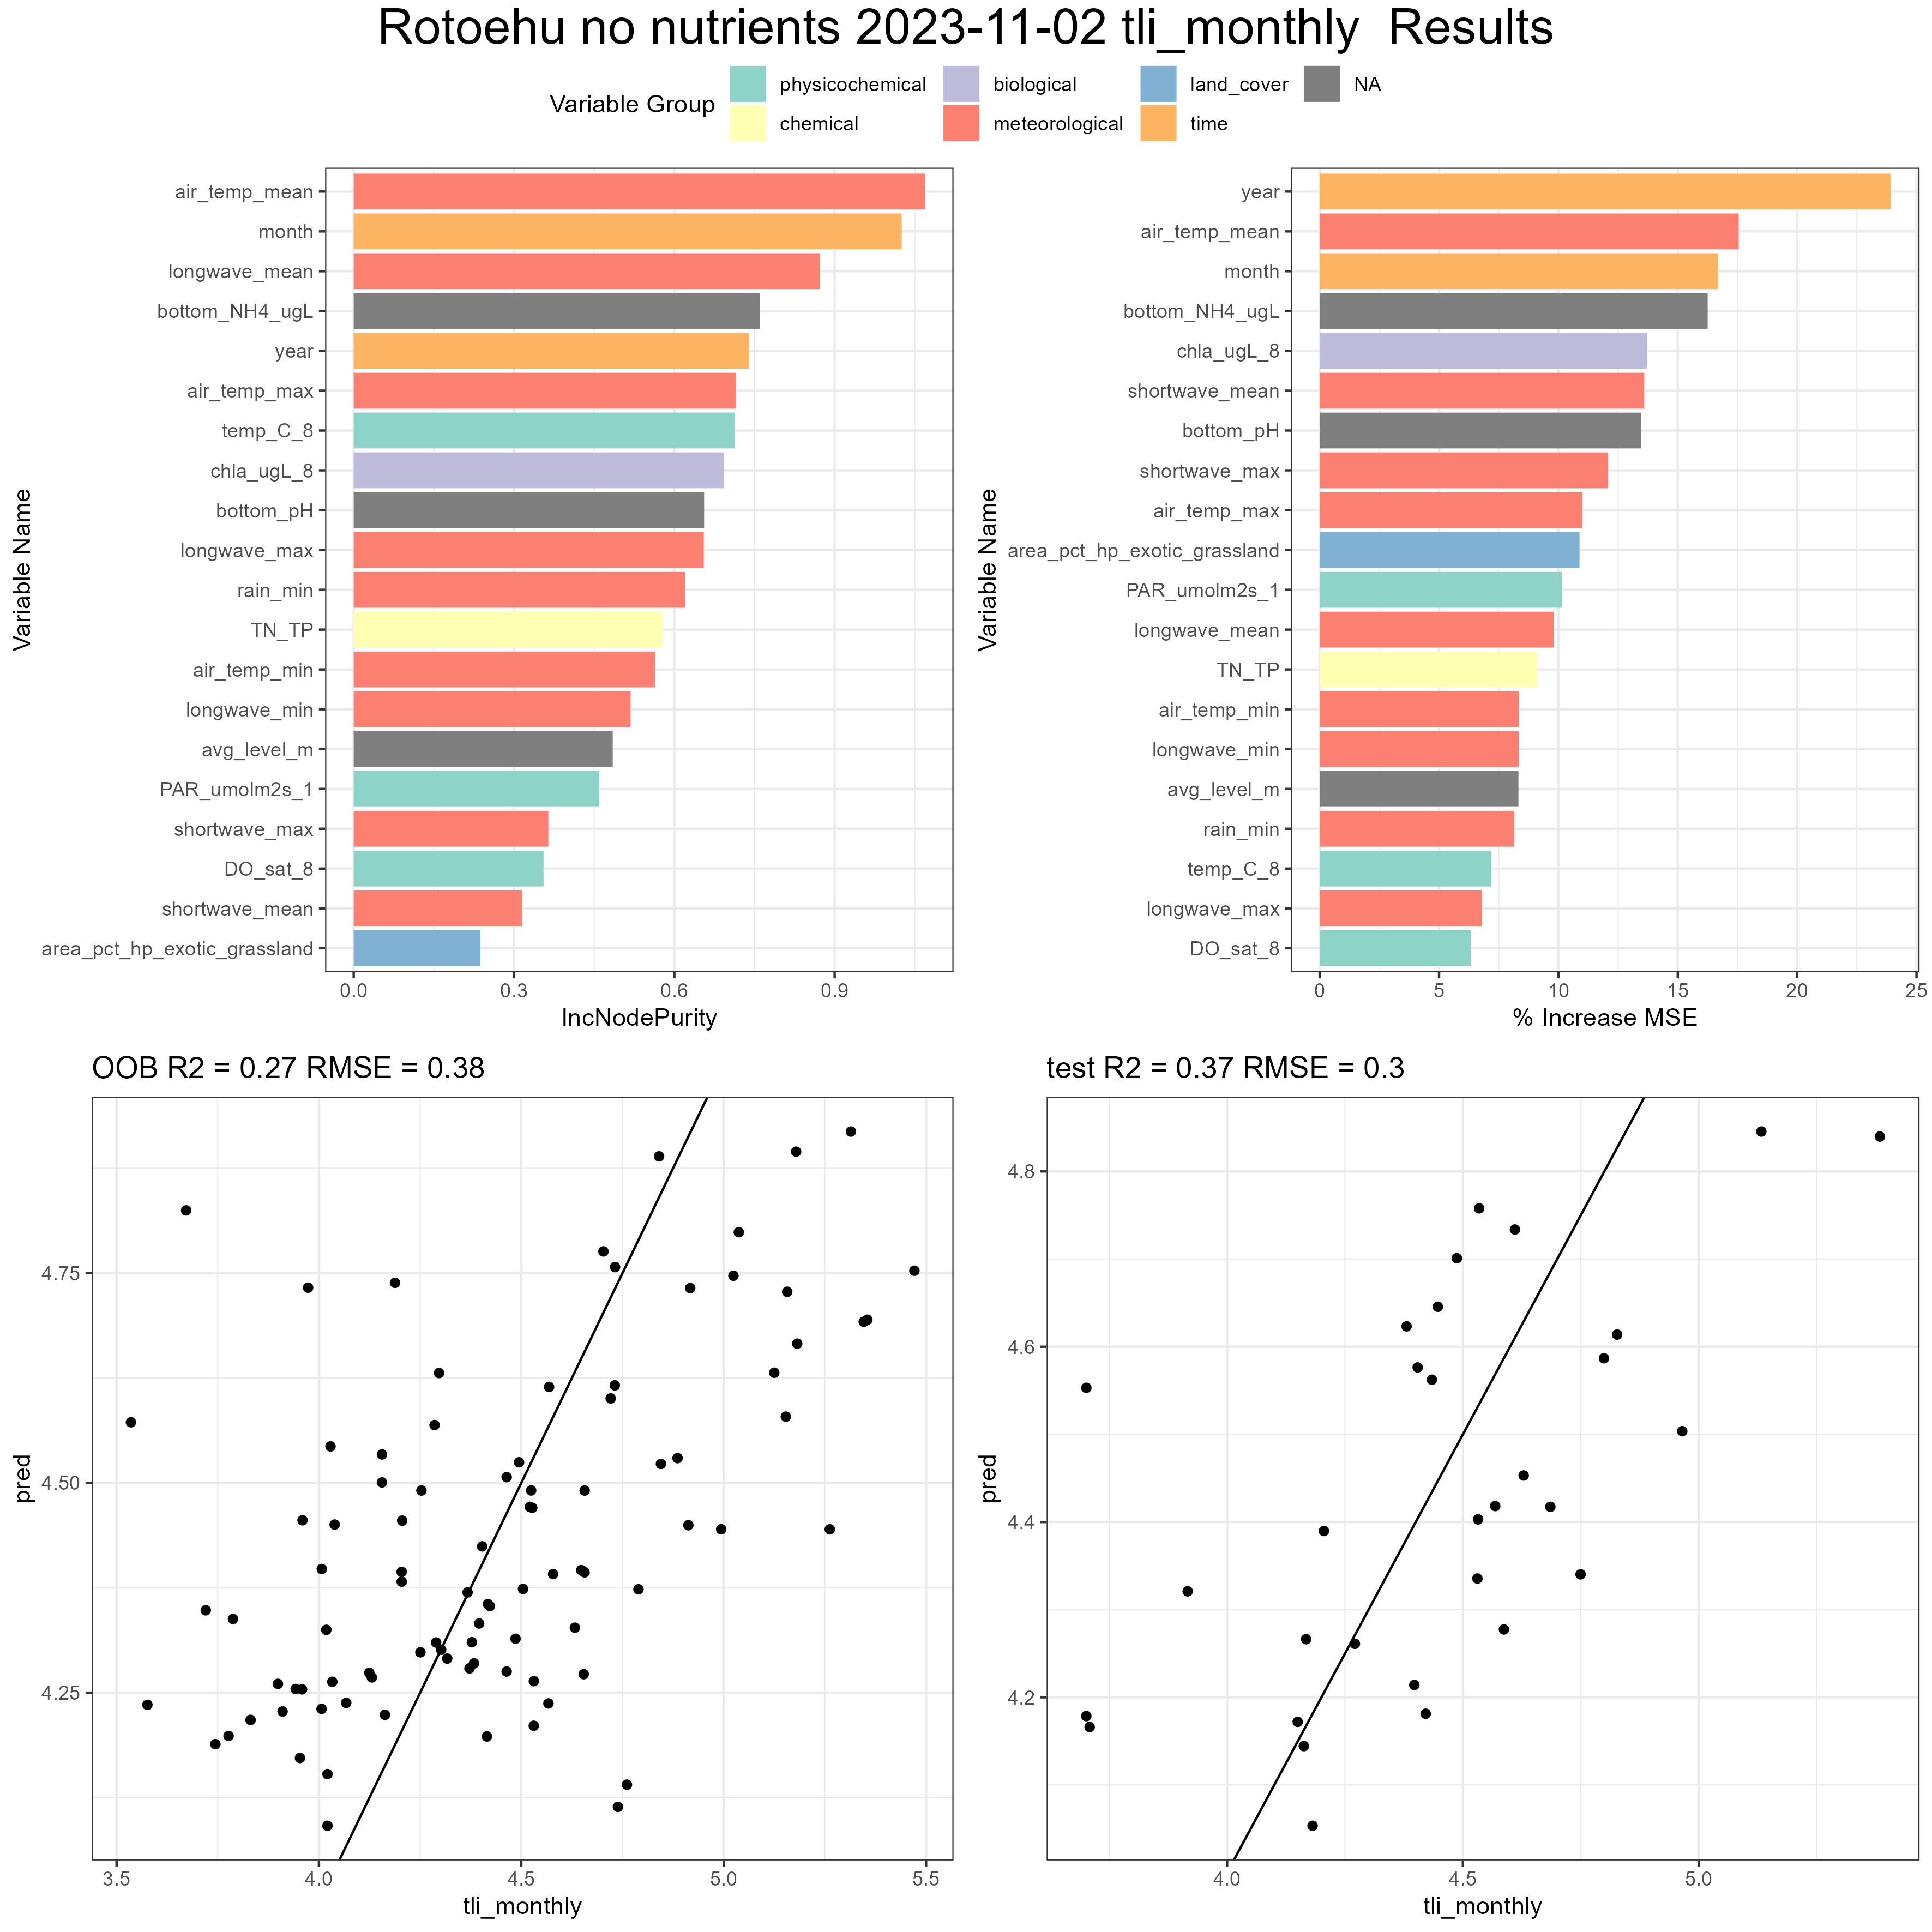 Rotoehu no nutrients 2023-11-02 tli_monthly  Results
Variable Group
physicochemical
biological
land_cover
NA
chemical
meteorological
time
Variable Name
air_temp_mean
month
longwave_mean
bottom_NH4_ugL
year
air_temp_max
temp_C_8
chla_ugL_8
bottom_pH
longwave_max
rain_min
TN_TP
air_temp_min
longwave_min
avg_level_m
PAR_umolm2s_1
shortwave_max
DO_sat_8
shortwave_mean
area_pct_hp_exotic_grassland
0.0 0.3 0.6 0.9
IncNodePurity
Variable Name
year
air_temp_mean
month
bottom_NH4_ugL
chla_ugL_8
shortwave_mean
bottom_pH
shortwave_max
air_temp_max
area_pct_hp_exotic_grassland
PAR_umolm2s_1
longwave_mean
TN_TP
air_temp_min
longwave_min
avg_level_m
rain_min
temp_C_8
longwave_max
DO_sat_8
0 5 10 15 20 25
% Increase MSE
OOB R2 = 0.27 RMSE = 0.38
pred
4.75
4.50
4.25
3.5 4.0 4.5 5.0 5.5
tli_monthly
test R2 = 0.37 RMSE = 0.3
pred
4.8
4.6
4.4
4.2
4.0 4.5 5.0
tli_monthly